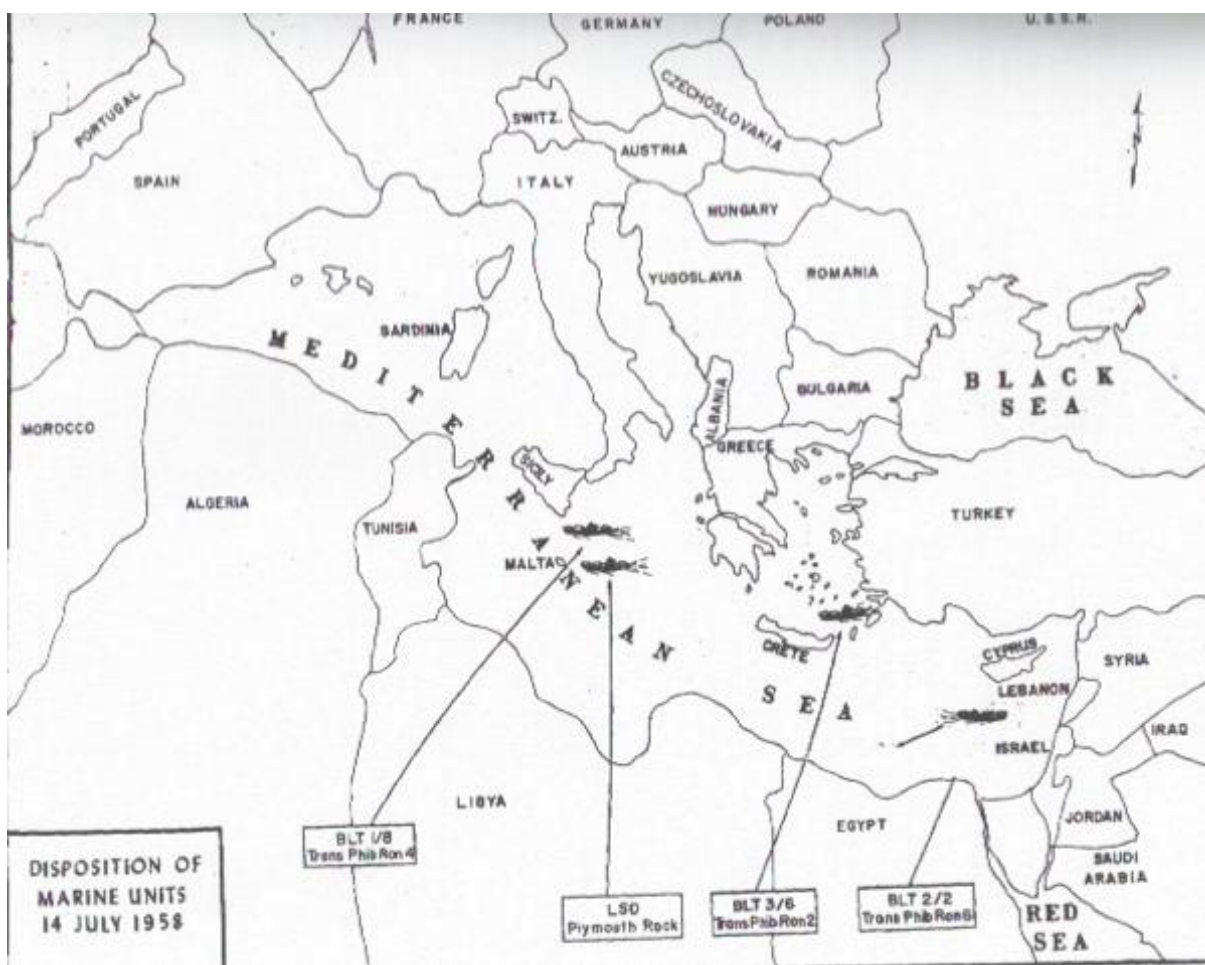 FRANCE
GERMANY
POLAND
U.S.S.R.
PORTUGAL
SPAIN
SWITZ.
AUSTRIA
CZECHOSLOVAKIA
ITALY
HUNGARY
YUGOSLAVIA
ROMANIA
SARDINIA
BULGARIA
ALBANIA
GREECE
BLACK
SEA
MOROCCO
ALGERIA
TUNISIA
SICILY
MALTA
TURKEY
MEDITERRANEAN SEA
CRETE
CYPRUS
SYRIA
LEBANON
ISRAEL
IRAQ
LIBYA
EGYPT
JORDAN
SAUDI
ARABIA
RED
SEA
N
BLT 1/8
Trans Phib Ron 4
LSD
Plymouth Rock
BLT 3/6
Trans Phib Ron 2
BLT 2/2
Trans Phib Ron 6
DISPOSITION OF
MARINE UNITS
14 JULY 1958